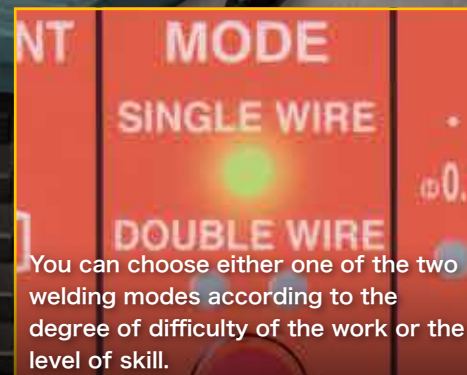 NT
MODE
SINGLE WIRE
Φ0.
DOUBLE WIRE
You can choose either one of the two
welding modes according to the
degree of difficulty of the work or the
level of skill.